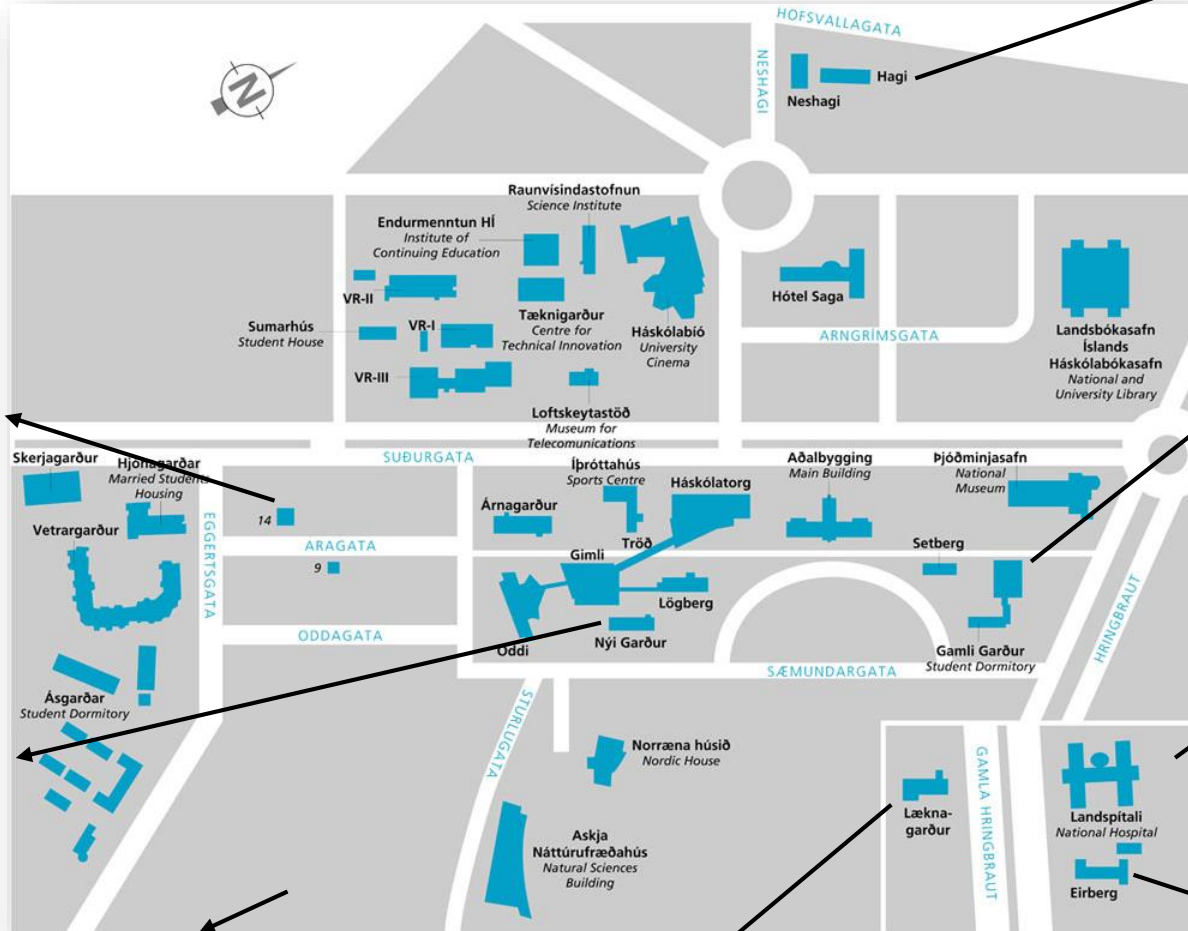 HOFSVALLAGATA
NESHAGI
Hagi
Neshagi
N
Raunvísindastofnun
Science Institute
Endurmenntun HÍ
Institute of
Continuing Education
VR-II
Tæknigarður
Centre for
Technical Innovation
Sumarhús
Student House
VR-I
VR-III
Háskólabíó
University
Cinema
Hótel Saga
ARNGRÍMSGATA
Landsbókasafn
Íslands
Háskólabókasafn
National and
University Library
Loftskeytastöð
Museum for
Telecomunications
SUÐURGATA
Skerjagarður
Hjónagarðar
Married Students
Housing
Vetrargarður
EGGERTSGATA
14
ARAGATA
9
ODDAGATA
Árnagarður
Íþróttahús
Sports Centre
Tröð
Háskólatorg
Gimli
Lögberg
Nýi Garður
Oddi
Aðalbygging
Main Building
Þjóðminjasafn
National
Museum
Setberg
Gamli Garður
Student Dormitory
SÆMUNDARGATA
HRINGBRAUT
Ásgarðar
Student Dormitory
STURLUGATA
Norræna húsið
Nordic House
Askja
Náttúrufræðahús
Natural Sciences
Building
Lækna-
garður
GAMLA HRINGBRAUT
Landspítali
National Hospital
Eirberg